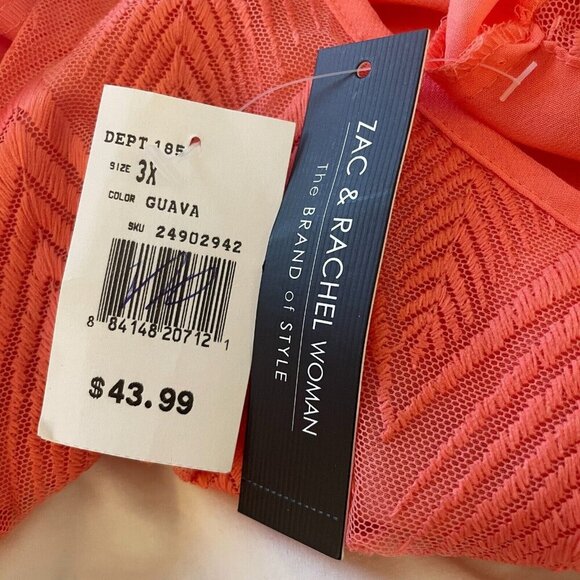 DEPT 185
SIZE 3X
COLOR GUAVA
SKU 24902942
8 84148 20712 1
$43.99
ZAC & RACHEL WOMAN
The BRAND of STYLE